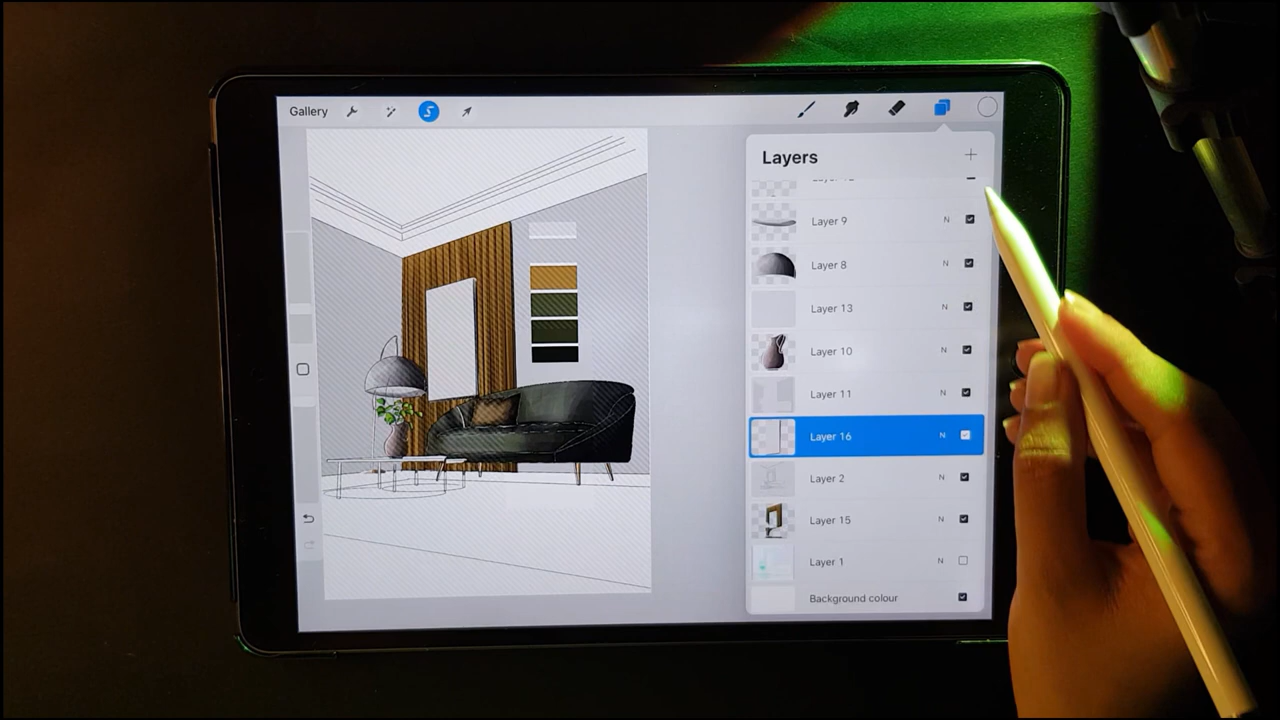 Gallery
Layers
Layer 9 N
Layer 8 N
Layer 13 N
Layer 10 N
Layer 11 N
Layer 16 N
Layer 2 N
Layer 15 N
Layer 1 N
Background colour